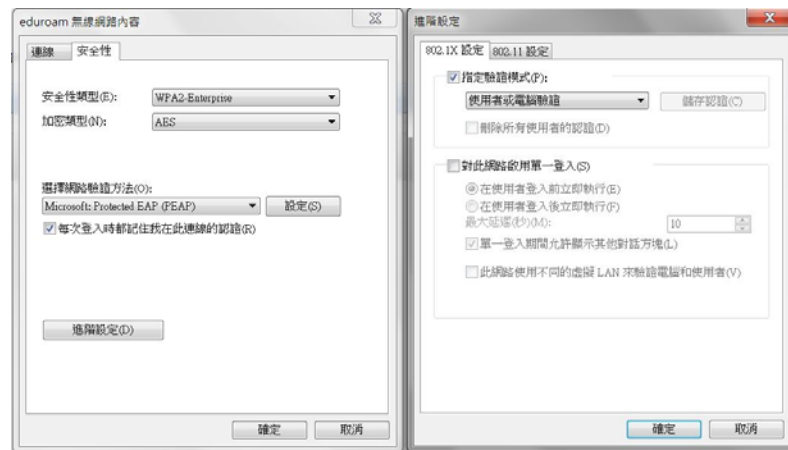 eduroam 無線網路內容
連線 安全性
安全性類型(E): WPA2-Enterprise
加密類型(N): AES
選擇網路驗證方法(O):
Microsoft: Protected EAP (PEAP) 設定(S)
每次登入時都記住我在此連線的認證(R)
進階設定(D)
確定 取消
進階設定
802.1X 設定 802.11 設定
指定驗證模式(P):
使用者或電腦驗證 儲存認證(C)
刪除所有使用者的認證(D)
對此網路啟用單一登入(S)
在使用者登入前立即執行(E)
在使用者登入後立即執行(F)
最大延遲(秒)(M): 10
單一登入期間允許顯示其他對話方塊(L)
此網路使用不同的虛擬 LAN 來驗證電腦和使用者(V)
確定 取消